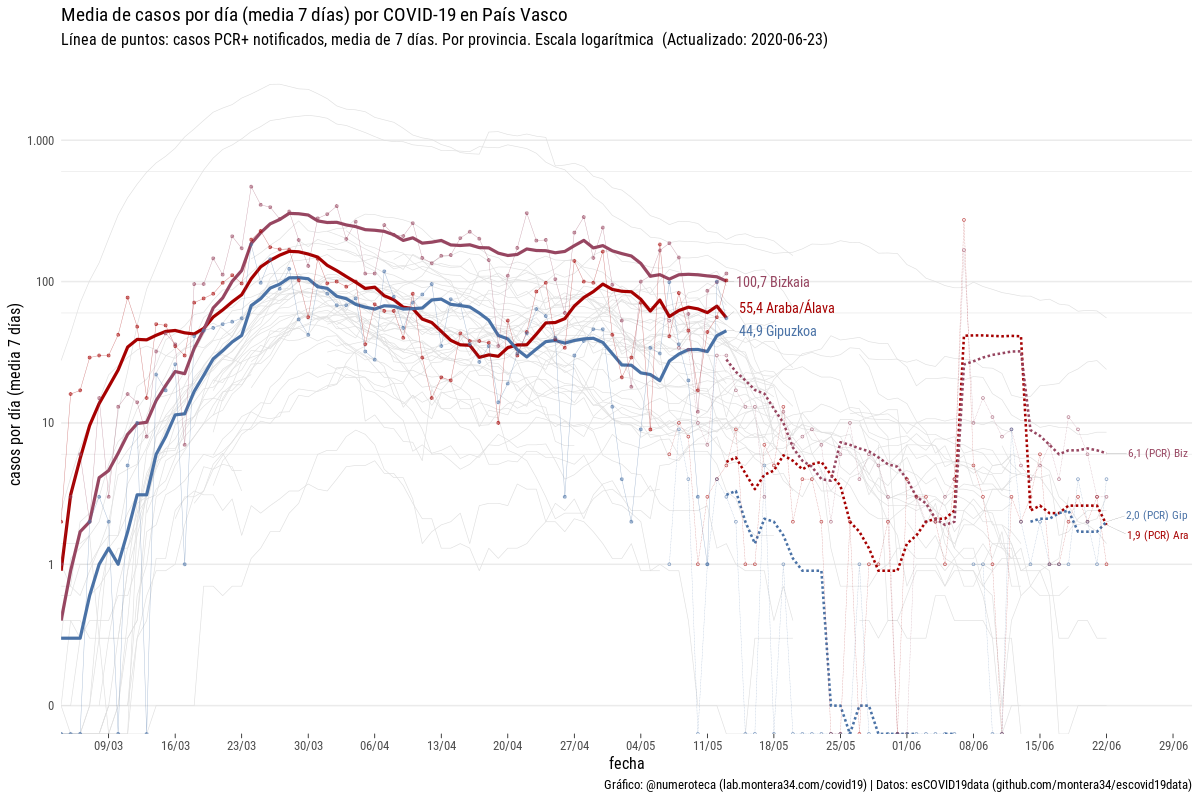 Media de casos por día (media 7 días) por COVID-19 en País Vasco
Línea de puntos: casos PCR+ notificados, media de 7 días. Por provincia. Escala logarítmica (Actualizado: 2020-06-23)
casos por día (media 7 días)
1.000
100
10
1
0
100,7 Bizkaia
55,4 Araba/Álava
44,9 Gipuzkoa
6,1 (PCR) Biz
2,0 (PCR) Gip
1,9 (PCR) Ara
09/03 16/03 23/03 30/03 06/04 13/04 20/04 27/04 04/05 11/05 18/05 25/05 01/06 08/06 15/06 22/06 29/06
fecha
Gráfico: @numeroteca (lab.montera34.com/covid19) | Datos: esCOVID19data (github.com/montera34/escovid19data)